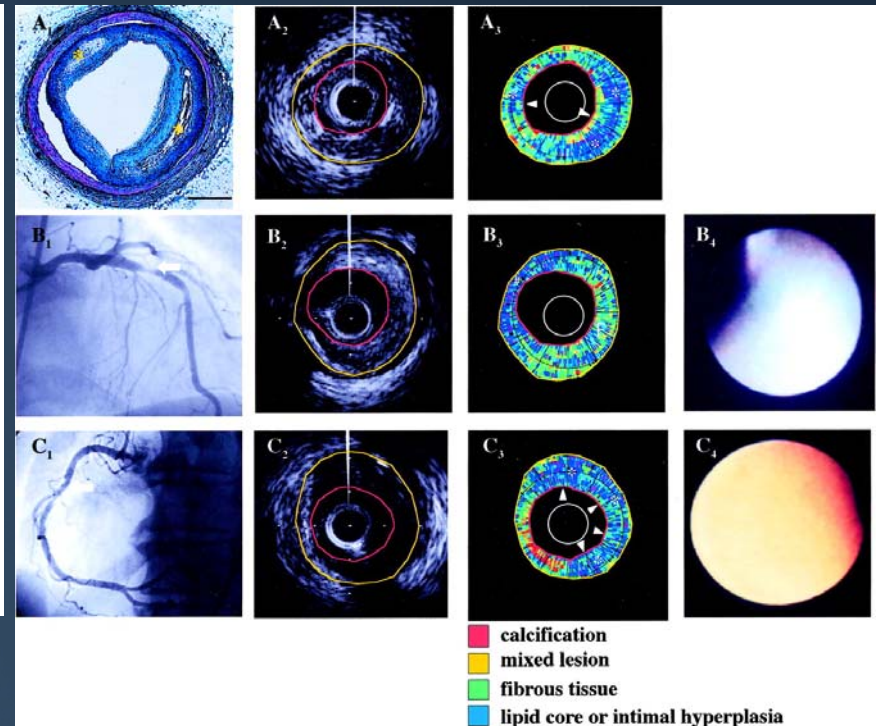 A1 A2 A3
B1 B2 B3 B4
C1 C2 C3 C4
calcification
mixed lesion
fibrous tissue
lipid core or intimal hyperplasia